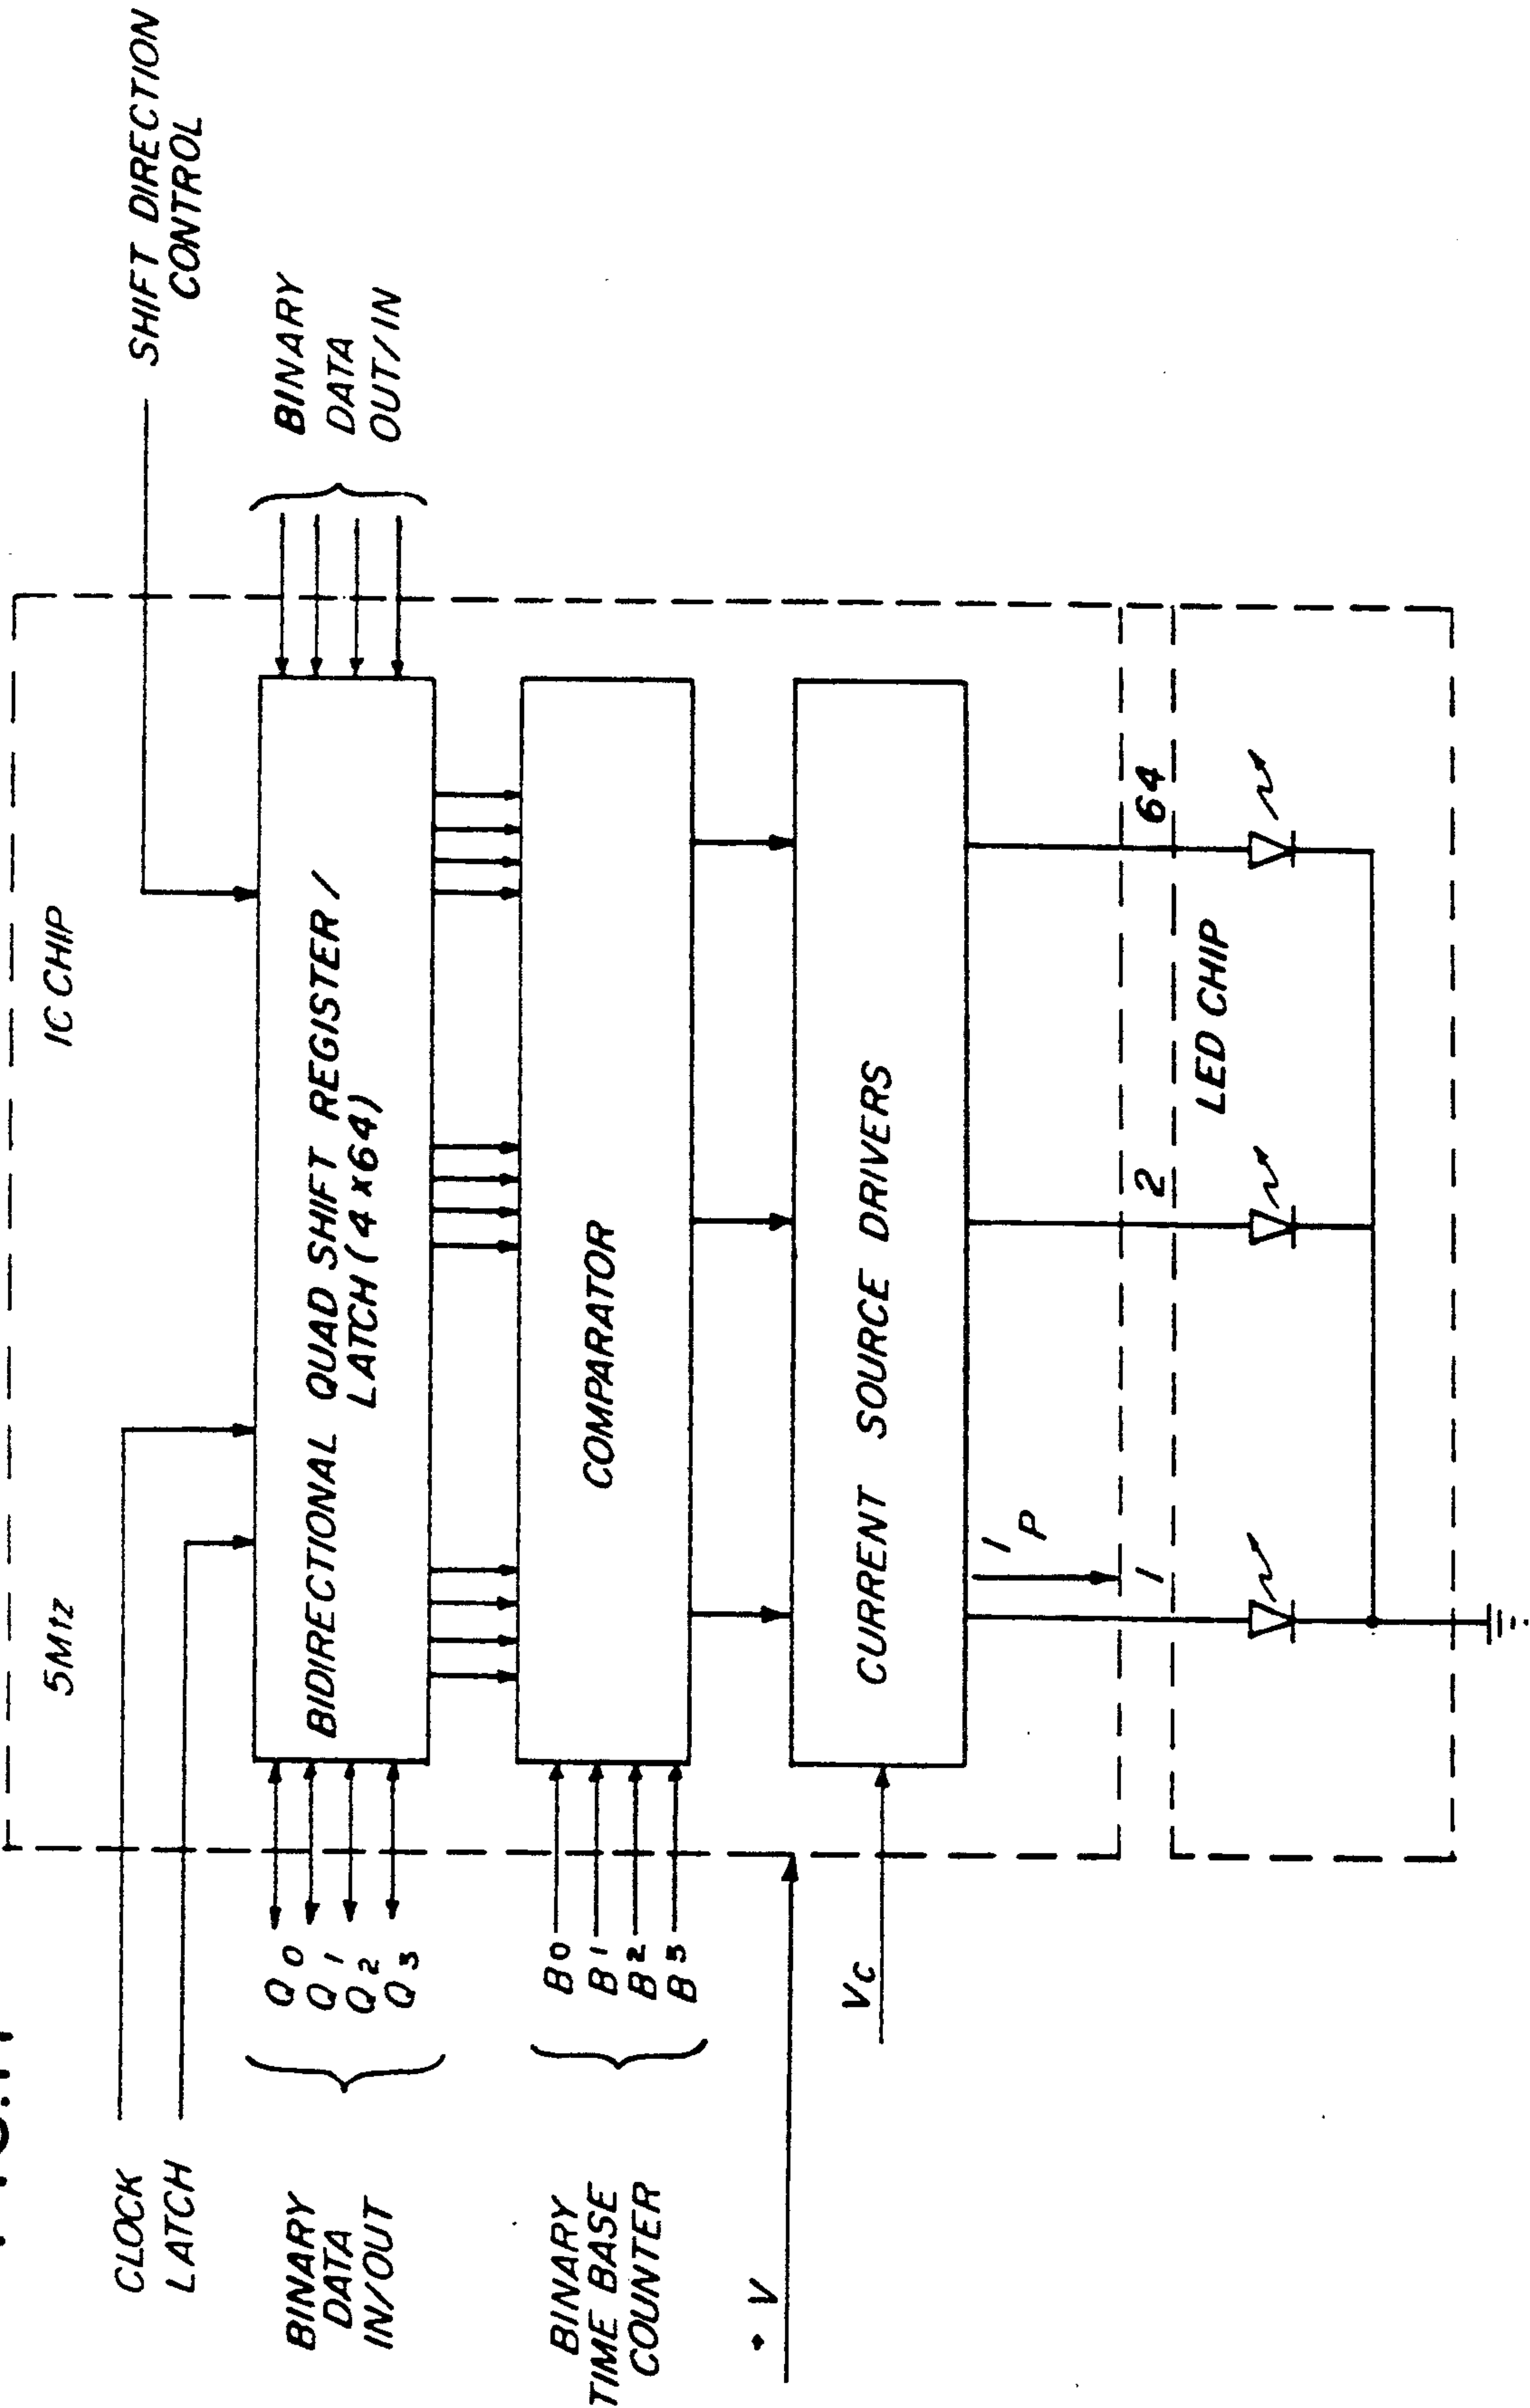 SHIFT DIRECTION
CONTROL
IC CHIP
5Mtz
CLOCK
LATCH
BINARY
DATA
IN/OUT
Q0
Q1
Q2
Q3
BIDIRECTIONAL QUAD SHIFT REGISTER /
LATCH (4 x 64)
BINARY
DATA
OUT/IN
BINARY
TIME BASE
COUNTER
B0
B1
B2
B3
COMPARATOR
V
Vc
CURRENT SOURCE DRIVERS
IP
1
2
64
LED CHIP